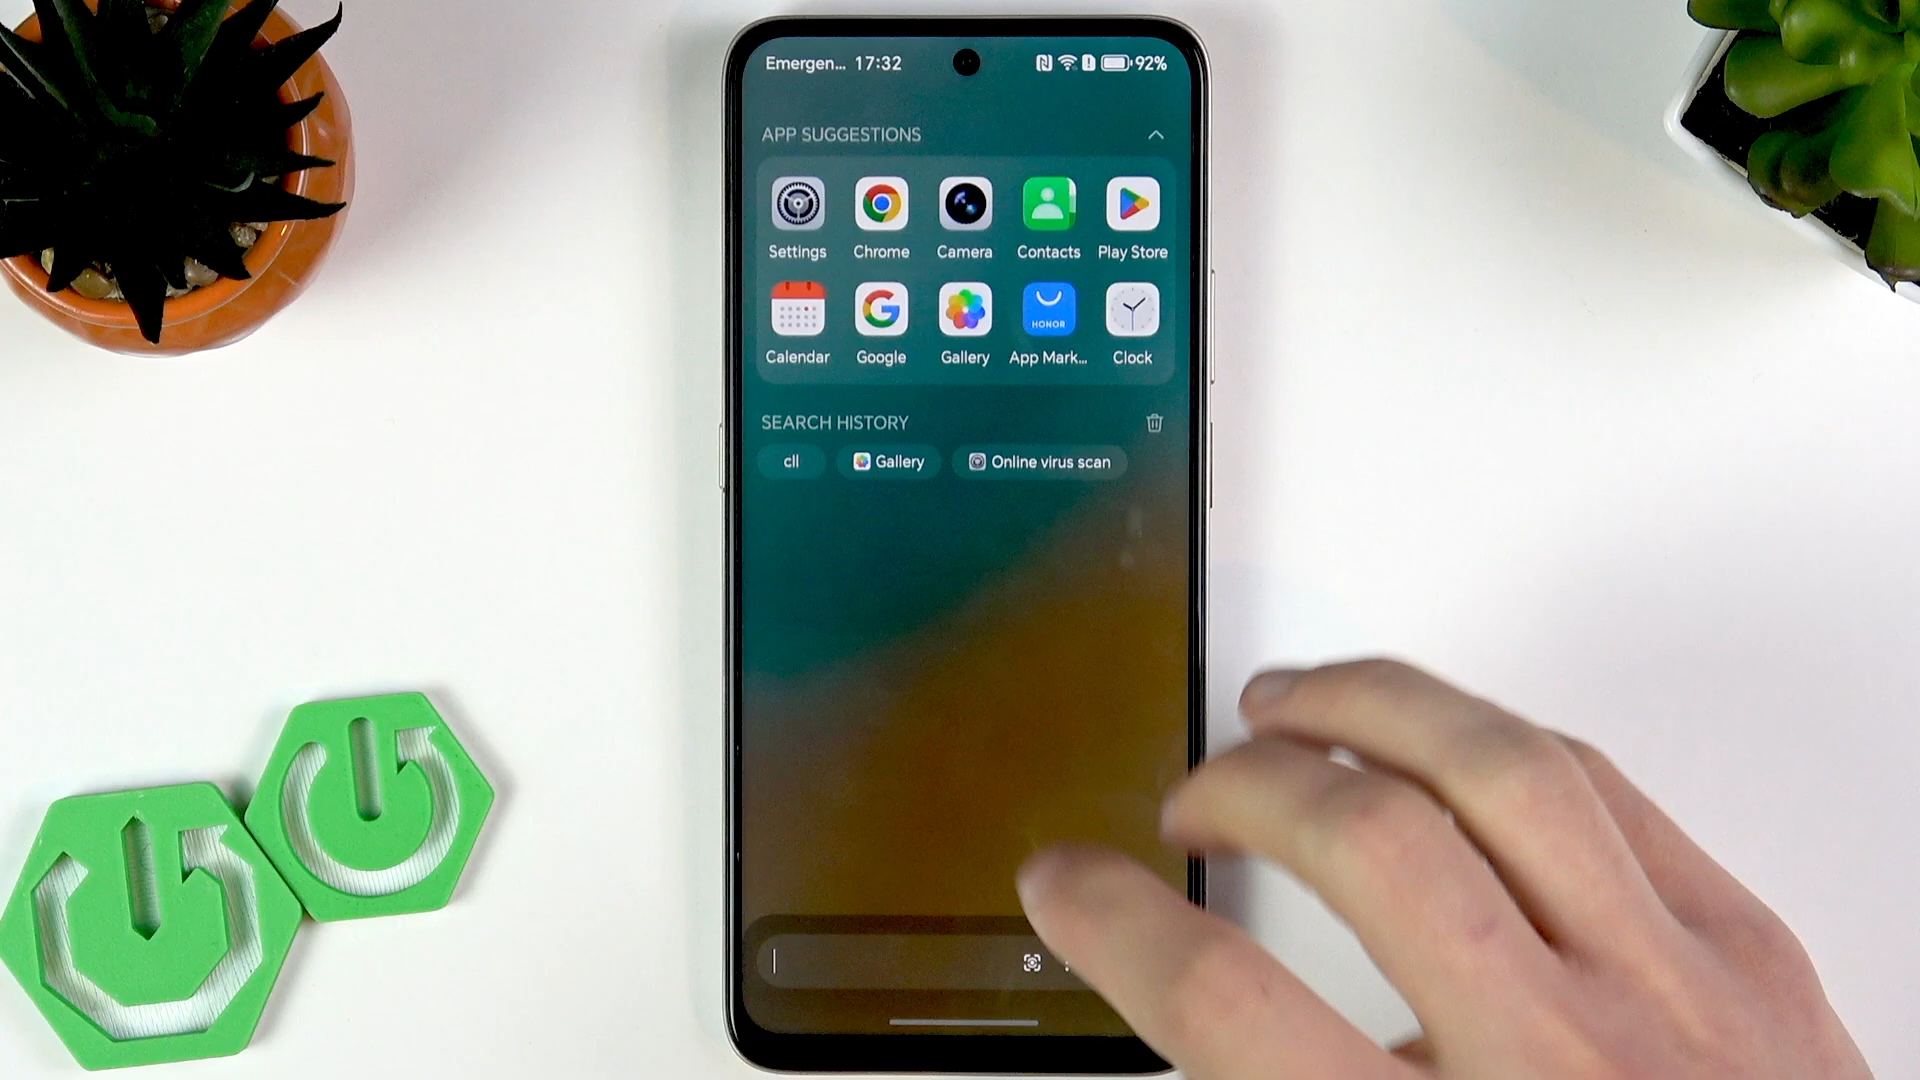 Emergen... 17:32 92%
APP SUGGESTIONS
Settings Chrome Camera Contacts Play Store
HONOR
Calendar Google Gallery App Mark... Clock
SEARCH HISTORY
cll Gallery Online virus scan